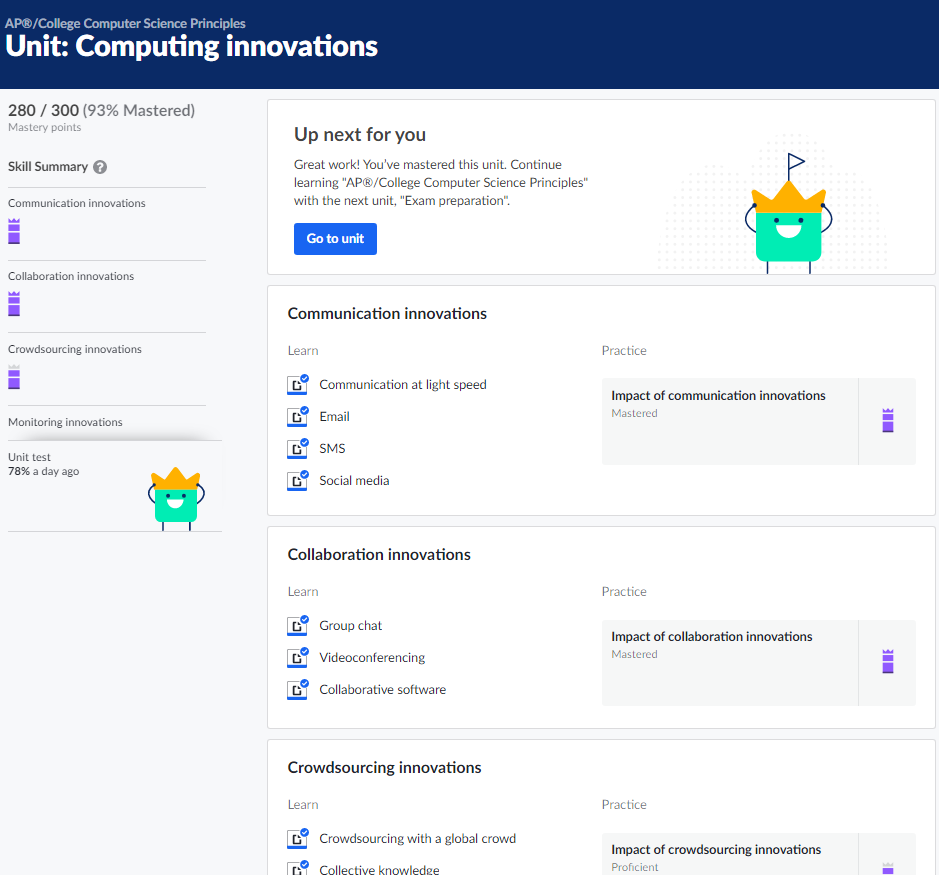 AP®/College Computer Science Principles
Unit: Computing innovations
280 / 300 (93% Mastered)
Mastery points
Skill Summary ?
Communication innovations
Collaboration innovations
Crowdsourcing innovations
Monitoring innovations
Unit test
78% a day ago
Up next for you
Great work! You've mastered this unit. Continue
learning "AP®/College Computer Science Principles"
with the next unit, "Exam preparation".
Go to unit
Communication innovations
Learn
Communication at light speed
Email
SMS
Social media
Practice
Impact of communication innovations
Mastered
Collaboration innovations
Learn
Group chat
Videoconferencing
Collaborative software
Practice
Impact of collaboration innovations
Mastered
Crowdsourcing innovations
Learn
Crowdsourcing with a global crowd
Collective knowledge
Practice
Impact of crowdsourcing innovations
Proficient